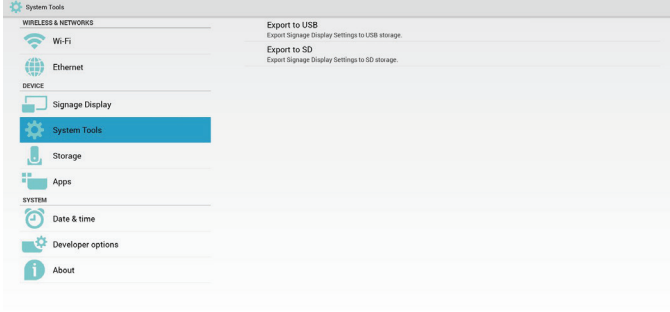 System Tools
WIRELESS & NETWORKS
Wi-Fi
Ethernet
DEVICE
Signage Display
System Tools
Storage
Apps
SYSTEM
Date & time
Developer options
About
Export to USB
Export Signage Display Settings to USB storage.
Export to SD
Export Signage Display Settings to SD storage.